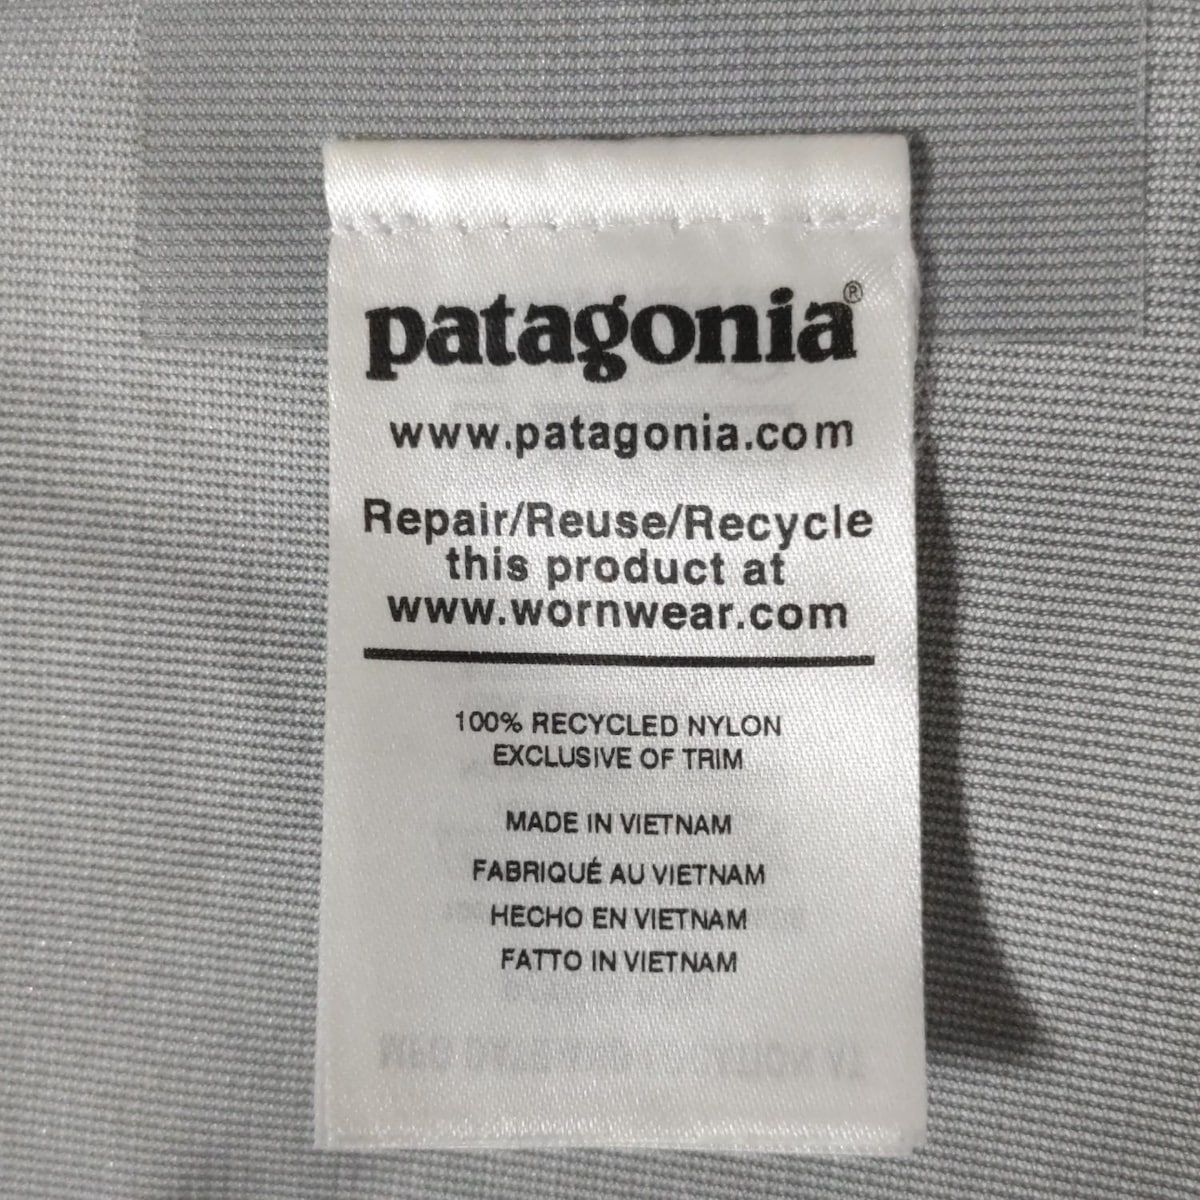 patagonia®
www.patagonia.com
Repair/Reuse/Recycle
this product at
www.wornwear.com
100% RECYCLED NYLON
EXCLUSIVE OF TRIM
MADE IN VIETNAM
FABRIQUÉ AU VIETNAM
HECHO EN VIETNAM
FATTO IN VIETNAM